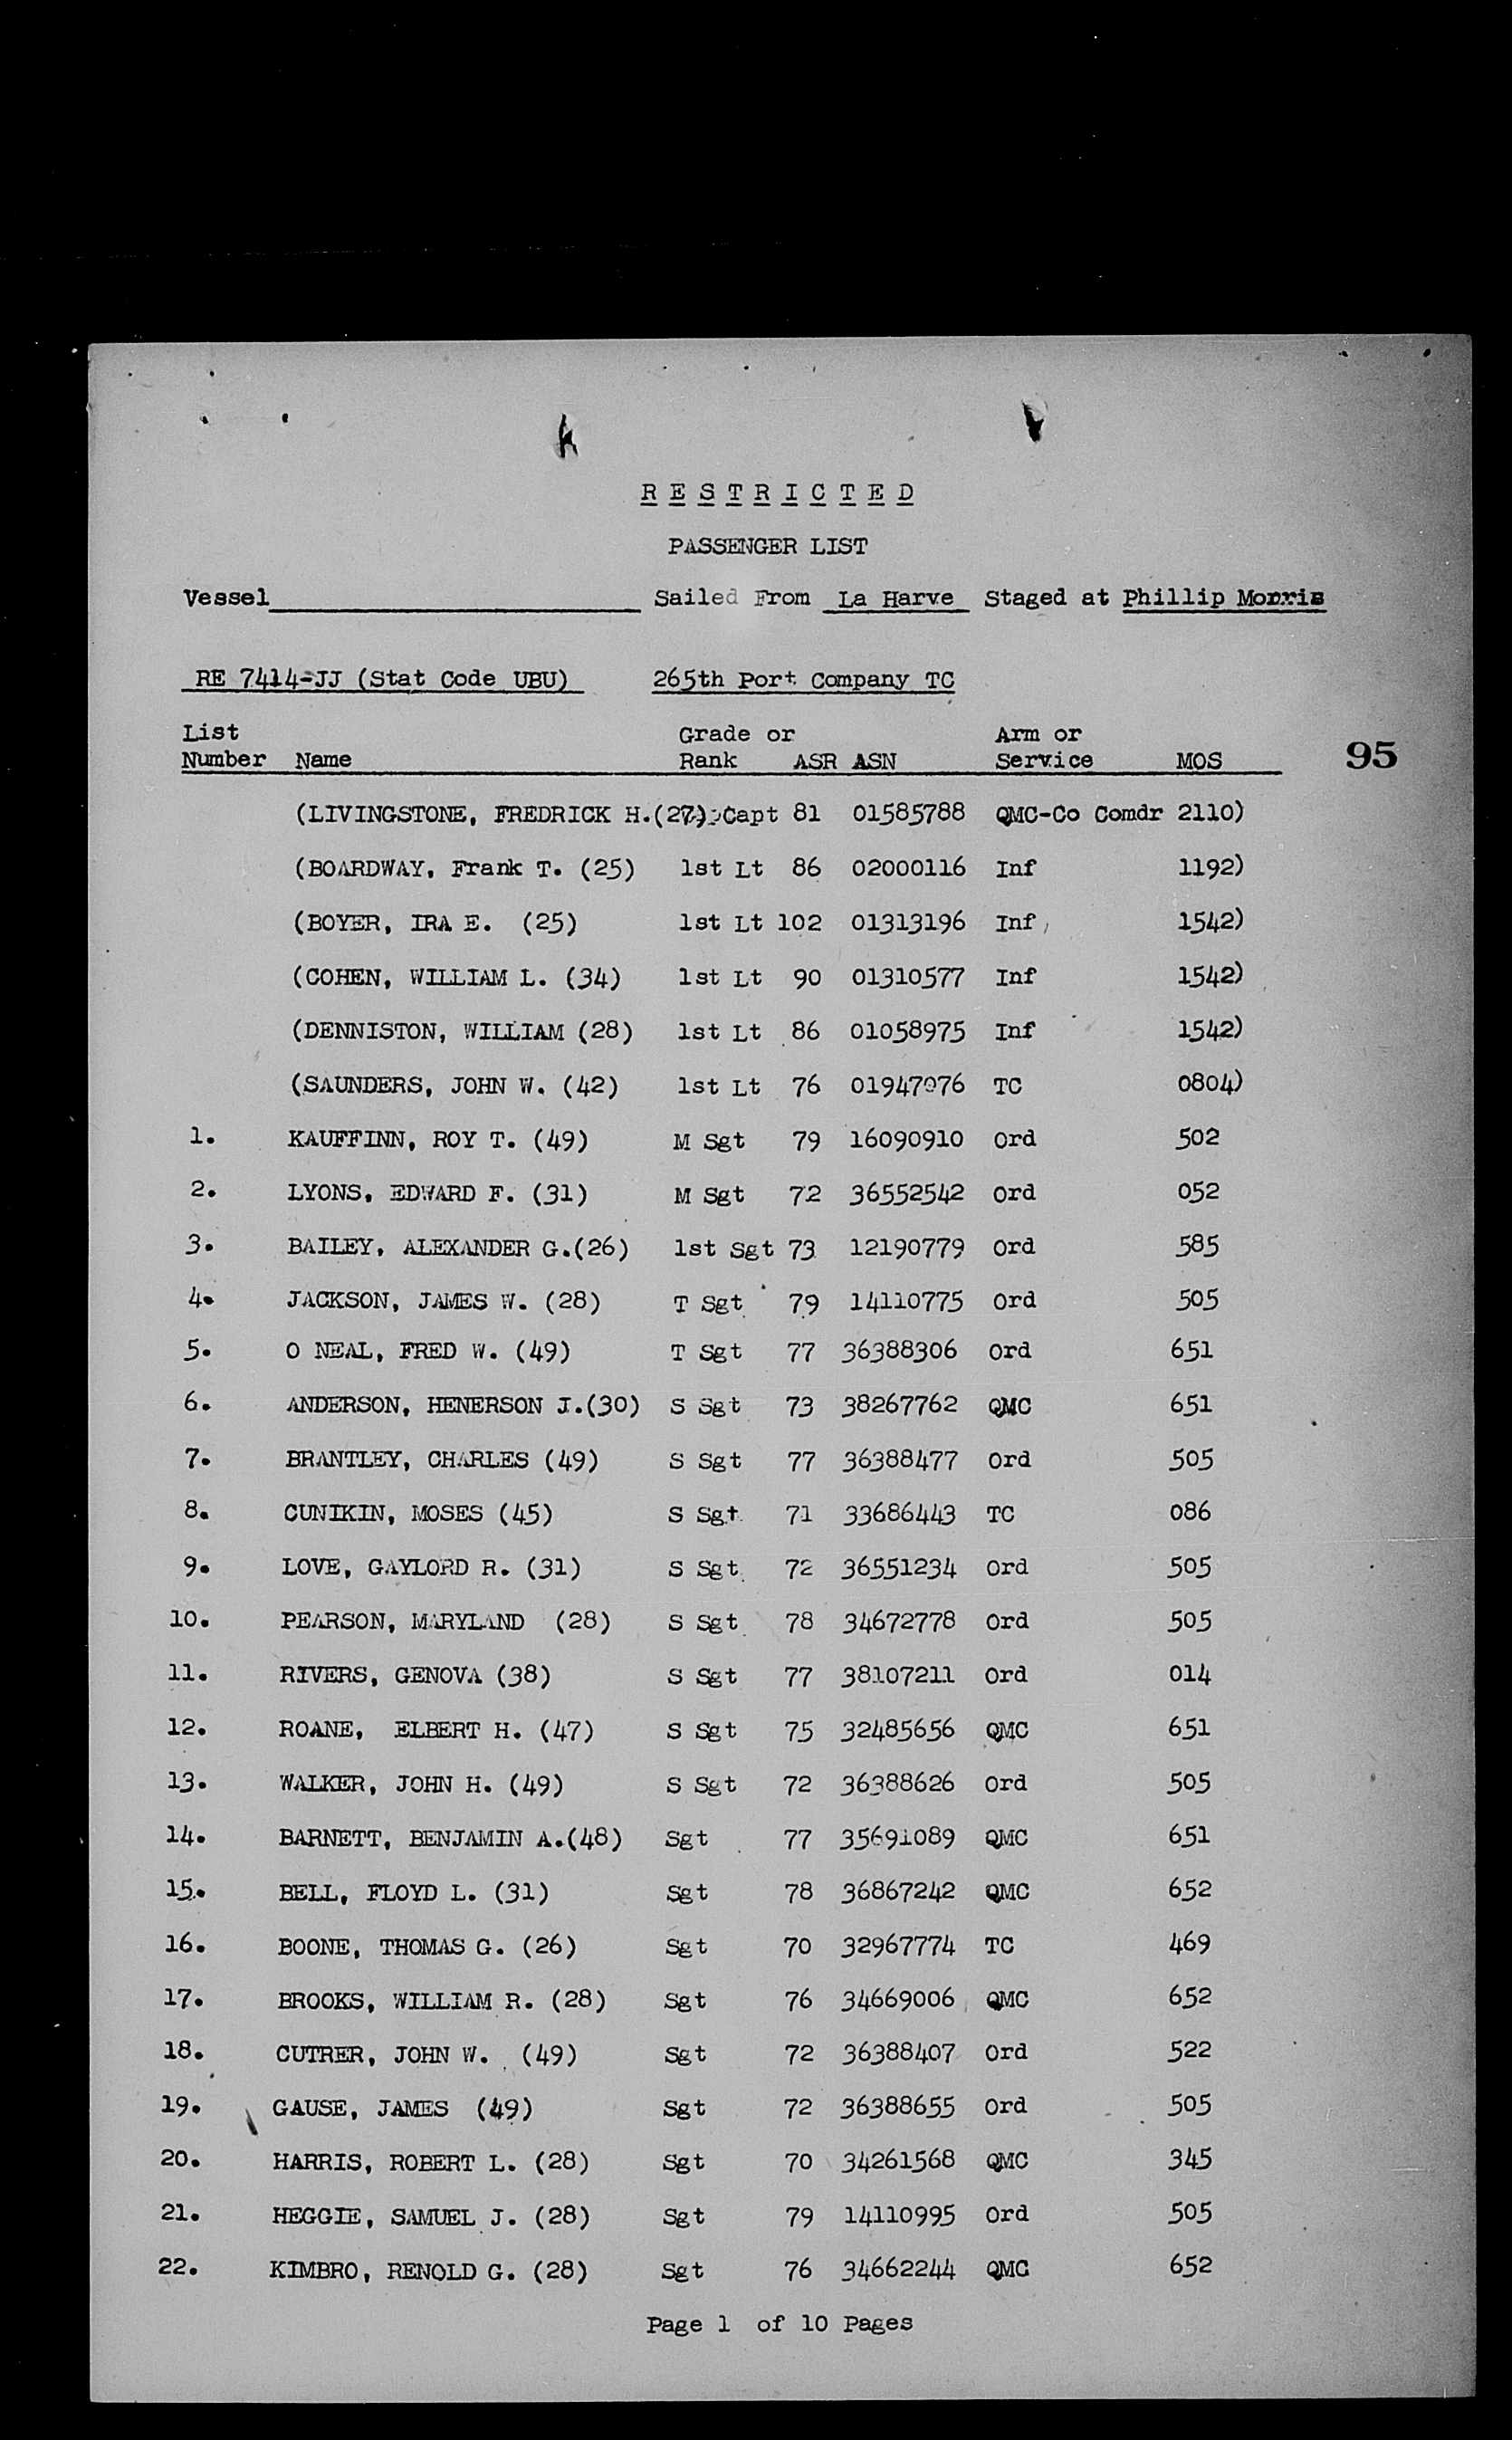 RESTRICTED
PASSENGER LIST
Vessel Sailed From La Harve Staged at Phillip Morris
RE 7414-JJ (Stat Code UBU) 265th Port Company TC
List Grade or Arm or
Number Name Rank ASR ASN Service MOS
95
(LIVINGSTONE, FREDRICK H.(27) Capt 81 01585788 QMC-Co Comdr 2110)
(BOARDWAY, Frank T. (25) 1st Lt 86 02000116 Inf 1192)
(BOYER, IRA E. (25) 1st Lt 102 01313196 Inf 1542)
(COHEN, WILLIAM L. (34) 1st Lt 90 01310577 Inf 1542)
(DENNISTON, WILLIAM (28) 1st Lt 86 01058975 Inf 1542)
(SAUNDERS, JOHN W. (42) 1st Lt 76 01947076 TC 0804)
1. KAUFFINN, ROY T. (49) M Sgt 79 16090910 Ord 502
2. LYONS, EDWARD F. (31) M Sgt 72 36552542 Ord 052
3. BAILEY, ALEXANDER G.(26) 1st Sgt 73 12190779 Ord 585
4. JACKSON, JAMES W. (28) T Sgt 79 14110775 Ord 505
5. O NEAL, FRED W. (49) T Sgt 77 36388306 Ord 651
6. ANDERSON, HENERSON J.(30) S Sgt 73 38267762 QMC 651
7. BRANTLEY, CHARLES (49) S Sgt 77 36388477 Ord 505
8. CUNIKIN, MOSES (45) S Sgt 71 33686443 TC 086
9. LOVE, GAYLORD R. (31) S Sgt 72 36551234 Ord 505
10. PEARSON, MARYLAND (28) S Sgt 78 34672778 Ord 505
11. RIVERS, GENOVA (38) S Sgt 77 38107211 Ord 014
12. ROANE, ELBERT H. (47) S Sgt 75 32485656 QMC 651
13. WALKER, JOHN H. (49) S Sgt 72 36388626 Ord 505
14. BARNETT, BENJAMIN A.(48) Sgt 77 35691089 QMC 651
15. BELL, FLOYD L. (31) Sgt 78 36867242 QMC 652
16. BOONE, THOMAS G. (26) Sgt 70 32967774 TC 469
17. BROOKS, WILLIAM R. (28) Sgt 76 34669006 QMC 652
18. CUTRER, JOHN W. (49) Sgt 72 36388407 Ord 522
19. GAUSE, JAMES (49) Sgt 72 36388655 Ord 505
20. HARRIS, ROBERT L. (28) Sgt 70 34261568 QMC 345
21. HEGGIE, SAMUEL J. (28) Sgt 79 14110995 Ord 505
22. KIMBRO, RENOLD G. (28) Sgt 76 34662244 QMC 652
Page 1 of 10 Pages